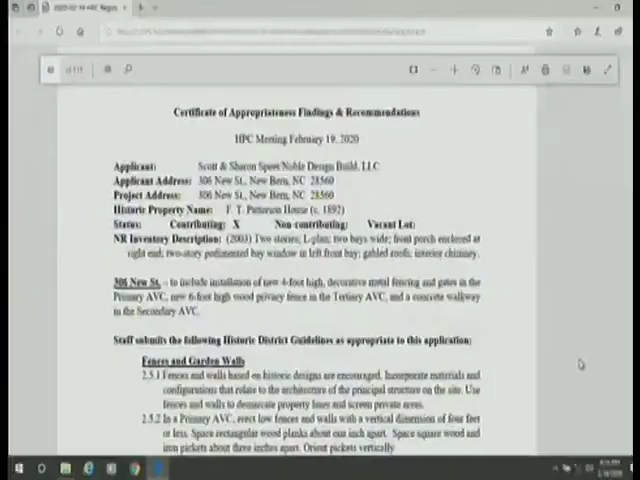 Certificate of Appropriateness Findings & Recommendations
HPC Meeting February 19, 2020
Applicant: Scott & Sharon Speer/Noble Design Build, LLC
Applicant Address: 306 New St., New Bern, NC 28560
Project Address: 306 New St., New Bern, NC 28560
Historic Property Name: F. T. Patterson House (c. 1892)
Status: Contributing: X Non-contributing: Vacant Lot:
NR Inventory Description: (2003) Two stories; L-plan; two bays wide; front porch enclosed at
right end; two-story pedimented bay window in left front bay; gabled roofs; interior chimney.
306 New St. – to include installation of new 4-foot high, decorative metal fencing and gates in the
Primary AVC, new 6-foot high wood privacy fence in the Tertiary AVC, and a concrete walkway
in the Secondary AVC.
Staff submits the following Historic District Guidelines as appropriate to this application:
Fences and Garden Walls
2.5.1 Fences and walls based on historic designs are encouraged. Incorporate materials and
configurations that relate to the architecture of the principal structure on the site. Use
fences and walls to demarcate property lines and screen private areas.
2.5.2 In a Primary AVC, erect low fences and walls with a vertical dimension of four feet
or less. Space rectangular wood planks about one inch apart. Space square wood and
iron pickets about three inches apart. Orient pickets vertically.